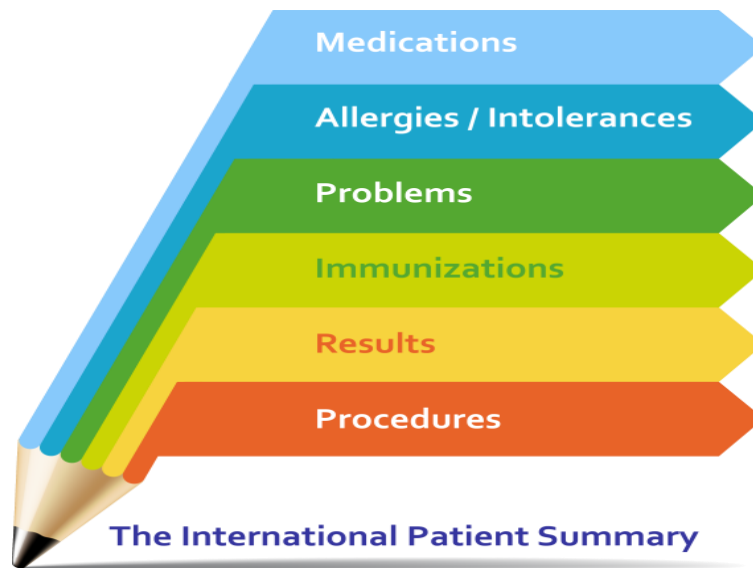 Medications
Allergies / Intolerances
Problems
Immunizations
Results
Procedures
The International Patient Summary